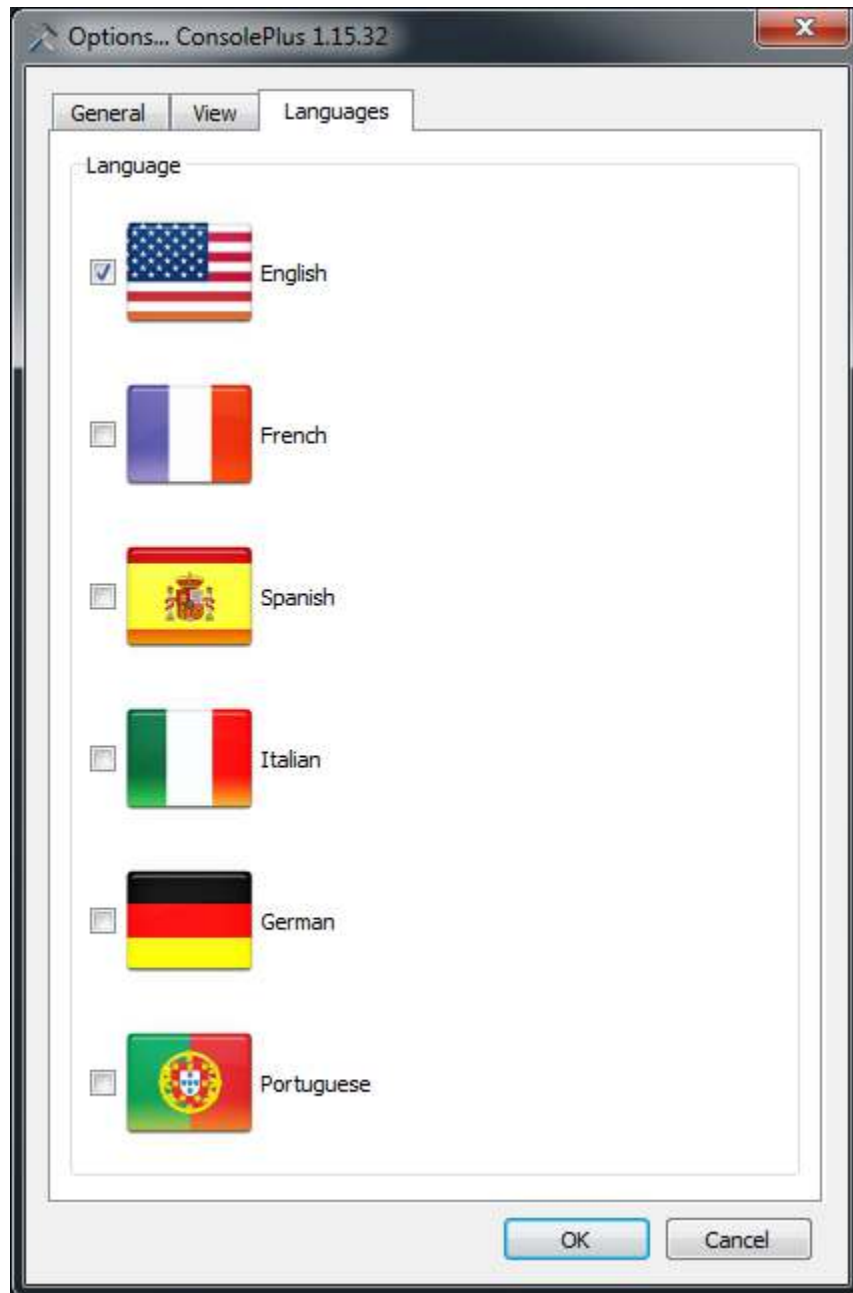 Options... ConsolePlus 1.15.32
General View Languages
Language
English
French
Spanish
Italian
German
Portuguese
OK Cancel